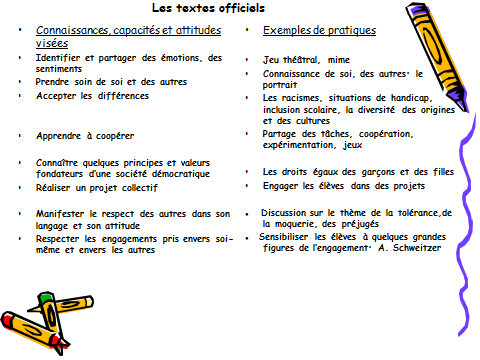 Les textes officiels
• Connaissances, capacités et attitudes
visées
• Identifier et partager des émotions, des
sentiments
• Prendre soin de soi et des autres
• Accepter les différences
• Apprendre à coopérer
• Connaître quelques principes et valeurs
fondateurs d'une société démocratique
• Réaliser un projet collectif
• Manifester le respect des autres dans son
langage et son attitude
• Respecter les engagements pris envers soi-
même et envers les autres
• Exemples de pratiques
• Jeu théâtral, mime
• Connaissance de soi, des autres: le
portrait
• Les racismes, situations de handicap,
inclusion scolaire, la diversité des origines
et des cultures
• Partage des tâches, coopération,
expérimentation, jeux
• Les droits égaux des garçons et des filles
• Engager les élèves dans des projets
• Discussion sur le thème de la tolérance,de
la moquerie, des préjugés
• Sensibiliser les élèves à quelques grandes
figures de l'engagement: A. Schweitzer